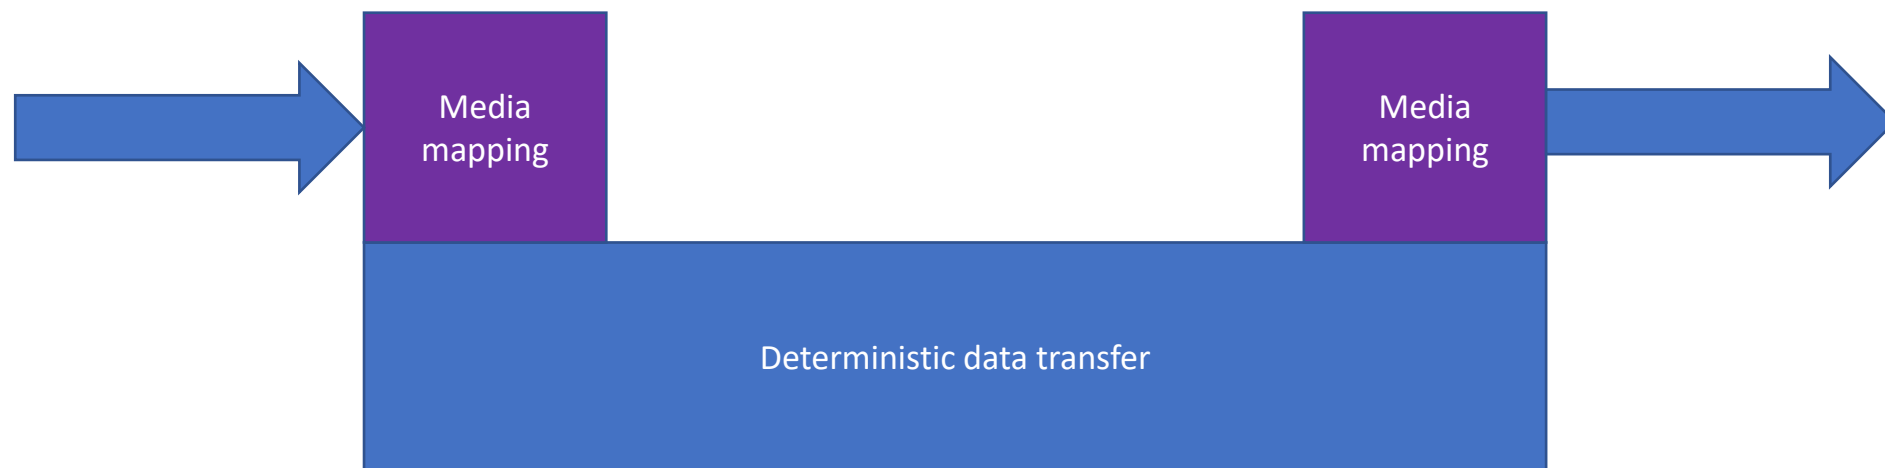 Media
mapping
Media
mapping
Deterministic data transfer